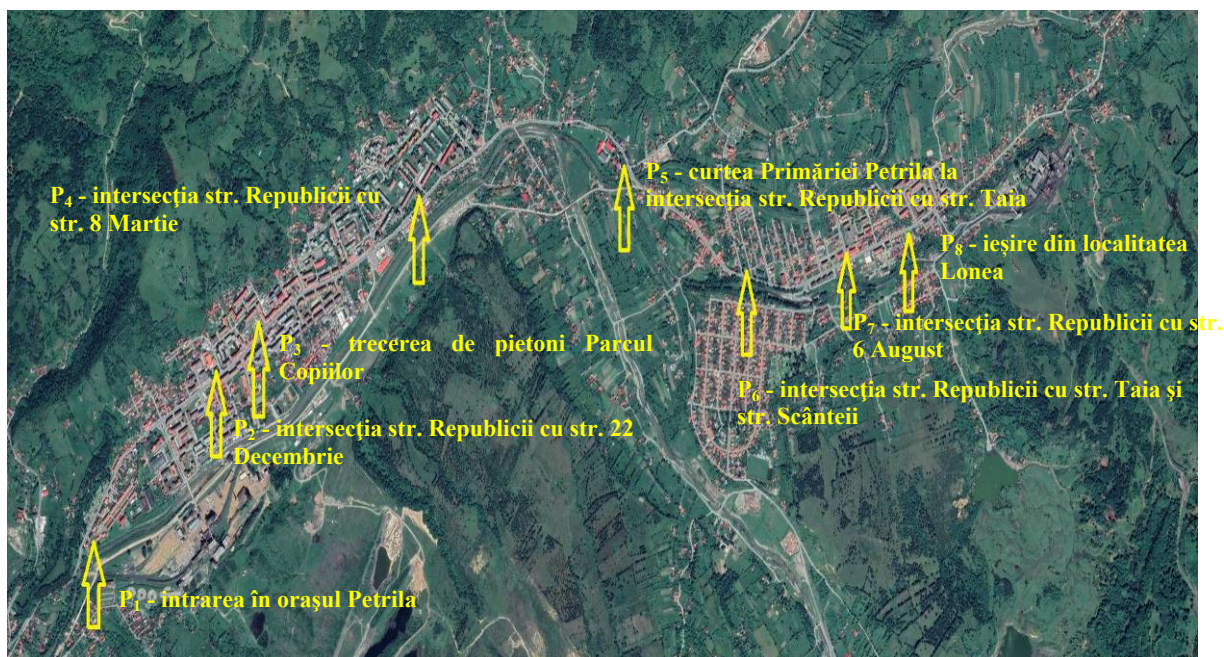 P₄ - intersecţia str. Republicii cu
str. 8 Martie
P₅ - curtea Primăriei Petrila la
intersecţia str. Republicii cu str. Taia
P₈ - ieșire din localitatea
Lonea
P₃ - trecerea de pietoni Parcul
Copiilor
P₇ - intersecţia str. Republicii cu str.
6 August
P₆ - intersecţia str. Republicii cu str. Taia şi
str. Scânteii
P₂ - intersecţia str. Republicii cu str. 22
Decembrie
P₁ - intrarea în oraşul Petrila